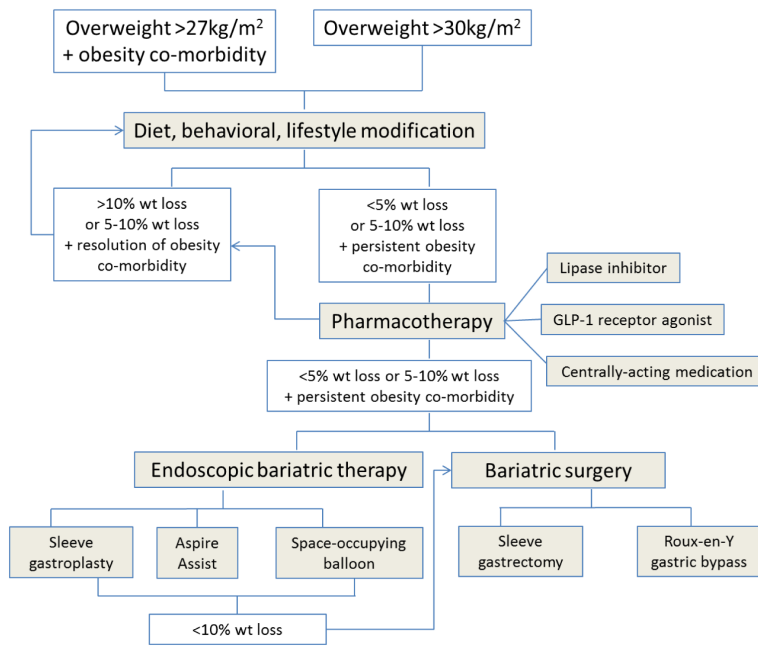 Overweight >27kg/m²
+ obesity co-morbidity
Overweight >30kg/m²
Diet, behavioral, lifestyle modification
>10% wt loss
or 5-10% wt loss
+ resolution of obesity
co-morbidity
<5% wt loss
or 5-10% wt loss
+ persistent obesity
co-morbidity
Lipase inhibitor
Pharmacotherapy
GLP-1 receptor agonist
Centrally-acting medication
<5% wt loss or 5-10% wt loss
+ persistent obesity co-morbidity
Endoscopic bariatric therapy
Bariatric surgery
Sleeve
gastroplasty
Aspire
Assist
Space-occupying
balloon
Sleeve
gastrectomy
Roux-en-Y
gastric bypass
<10% wt loss